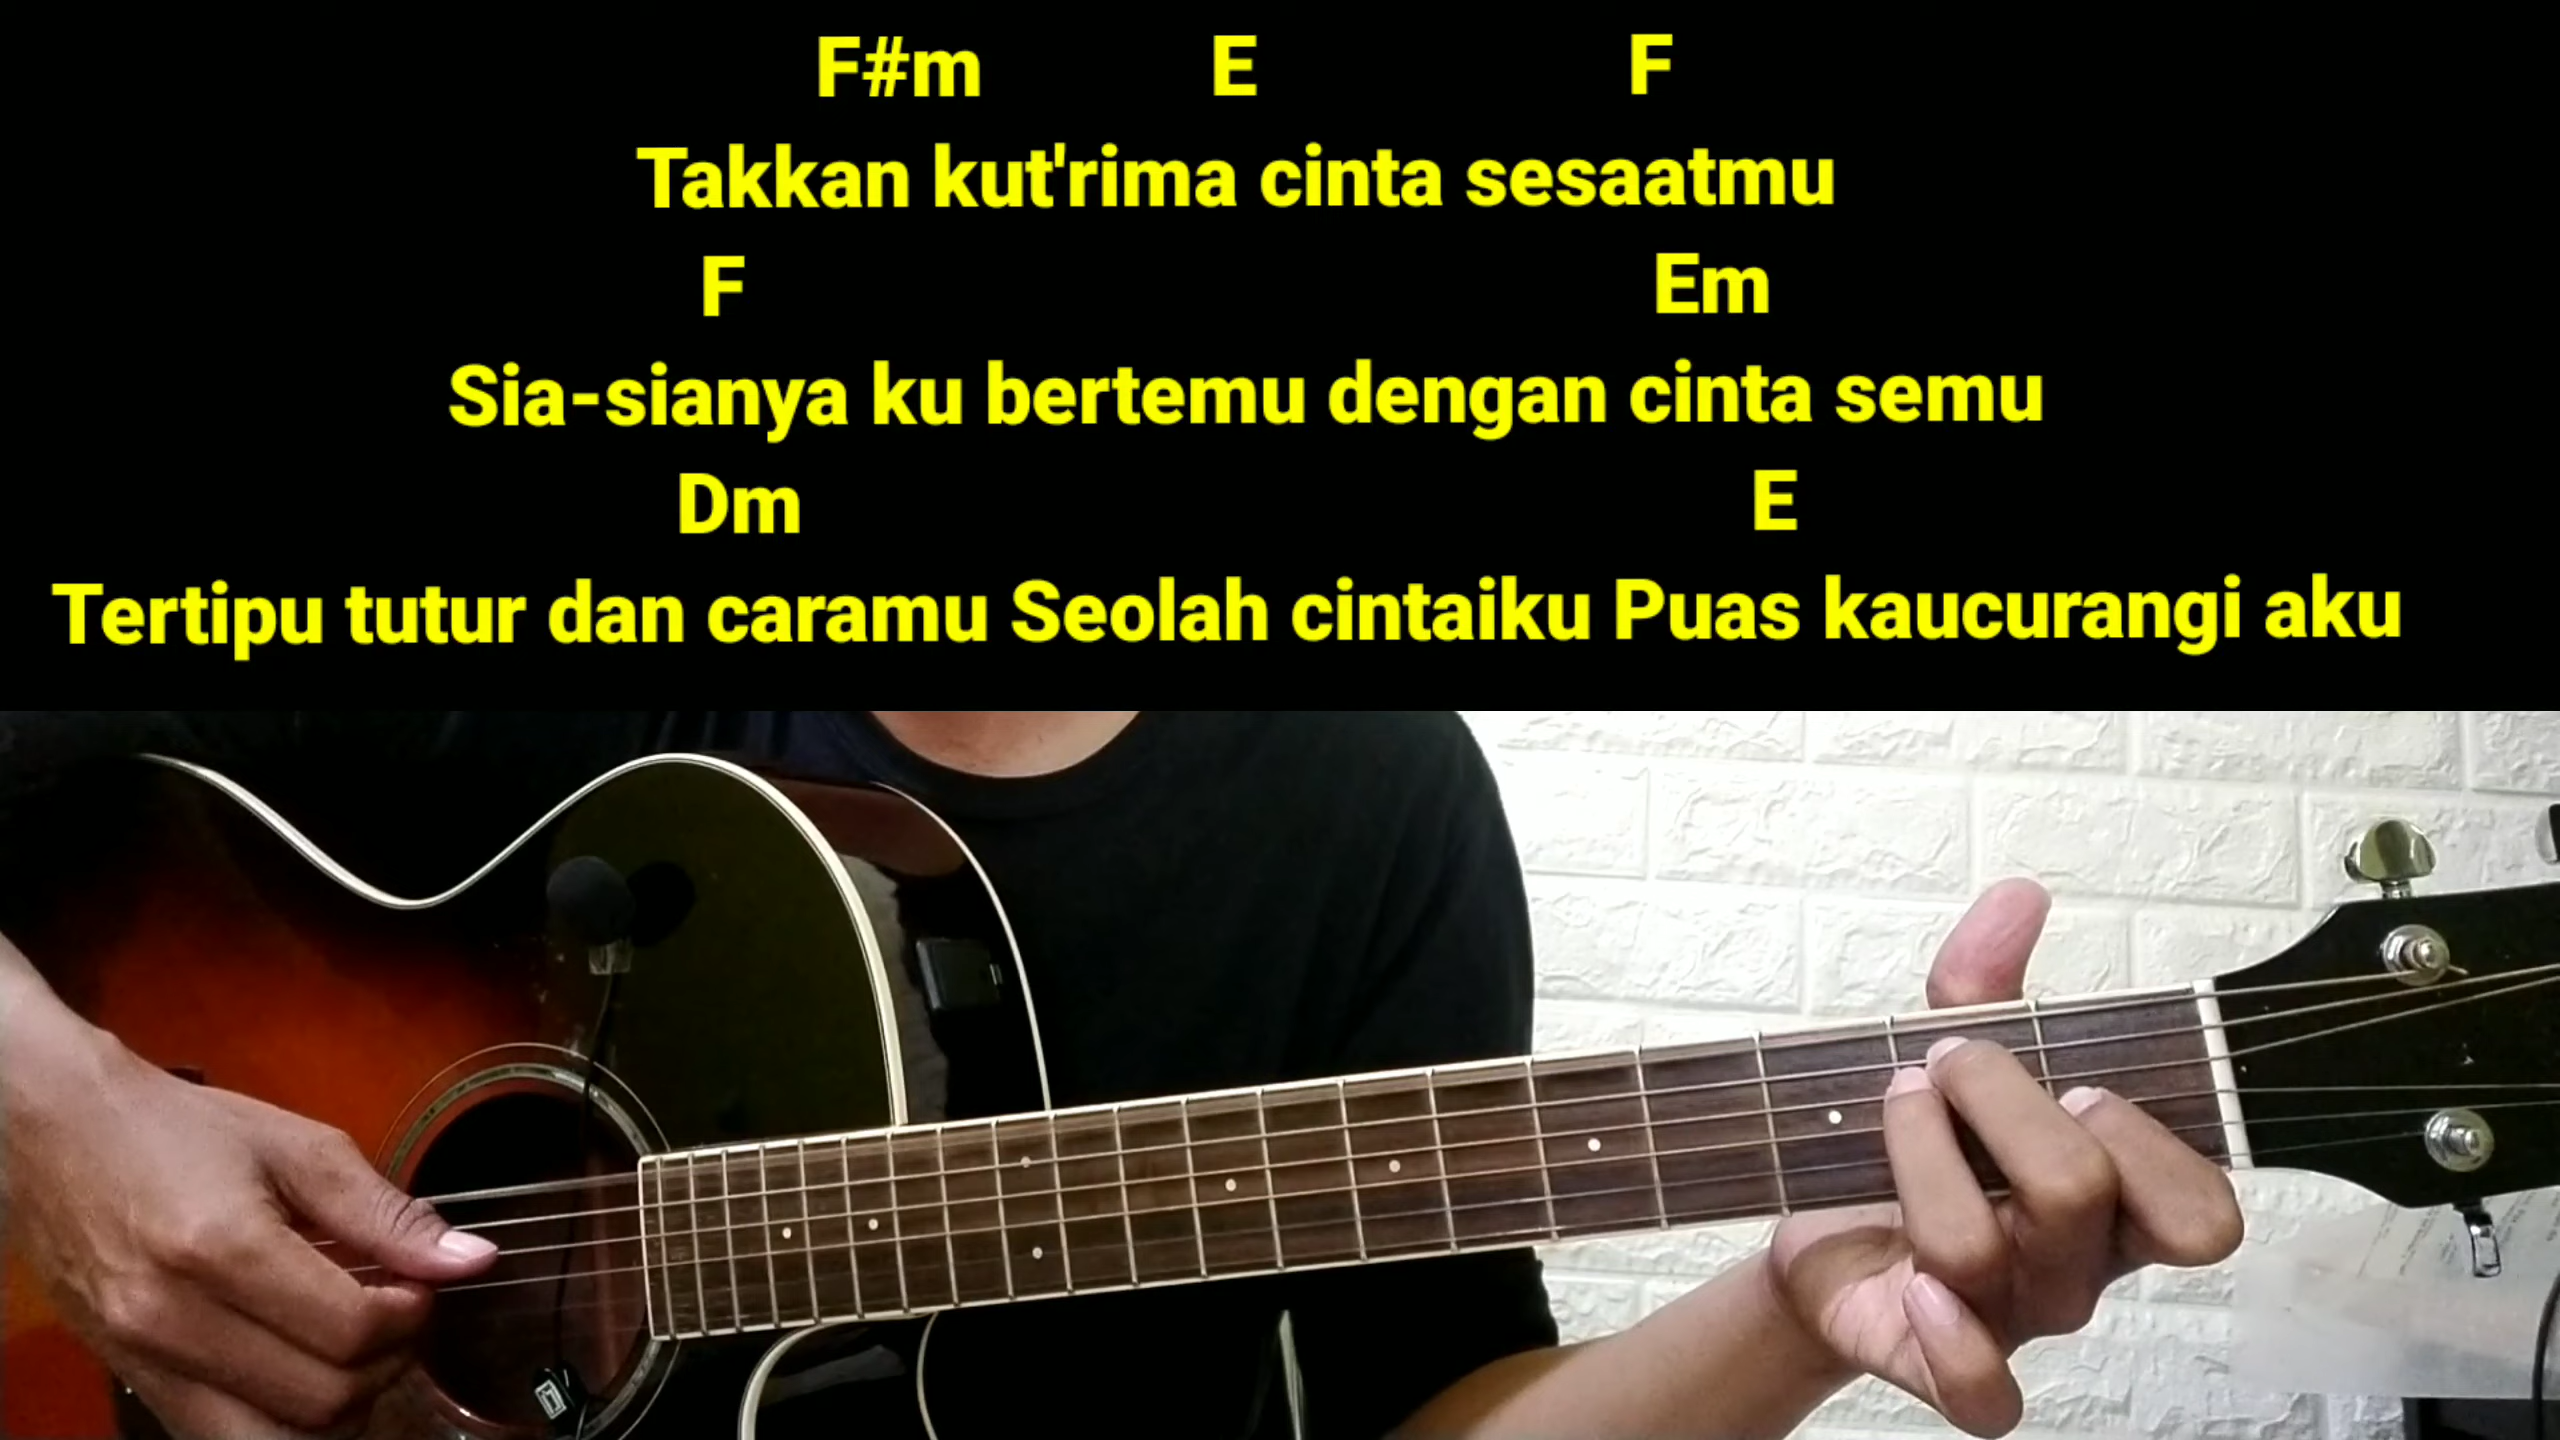 F#m E F
Takkan kut'rima cinta sesaatmu
F Em
Sia-sianya ku bertemu dengan cinta semu
Dm E
Tertipu tutur dan caramu Seolah cintaiku Puas kaucurangi aku